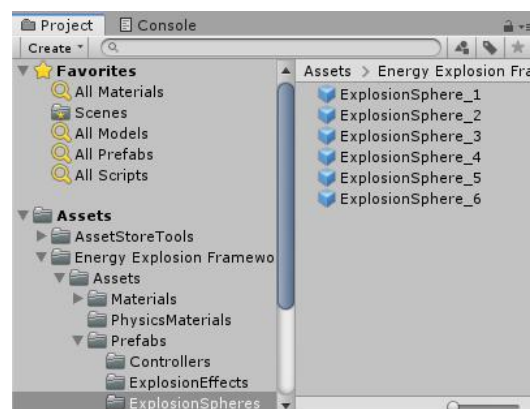 Project
Console
Create
Favorites
All Materials
Scenes
All Models
All Prefabs
All Scripts
Assets
AssetStoreTools
Energy Explosion Framewo
Assets
Materials
PhysicsMaterials
Prefabs
Controllers
ExplosionEffects
ExplosionSpheres
Assets > Energy Explosion Fra
ExplosionSphere_1
ExplosionSphere_2
ExplosionSphere_3
ExplosionSphere_4
ExplosionSphere_5
ExplosionSphere_6